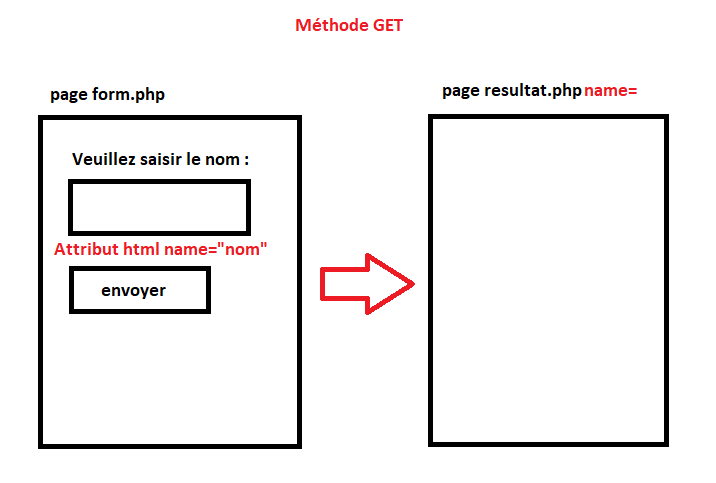 Méthode GET
page form.php
page resultat.php name=
Veuillez saisir le nom :
Attribut html name="nom"
envoyer